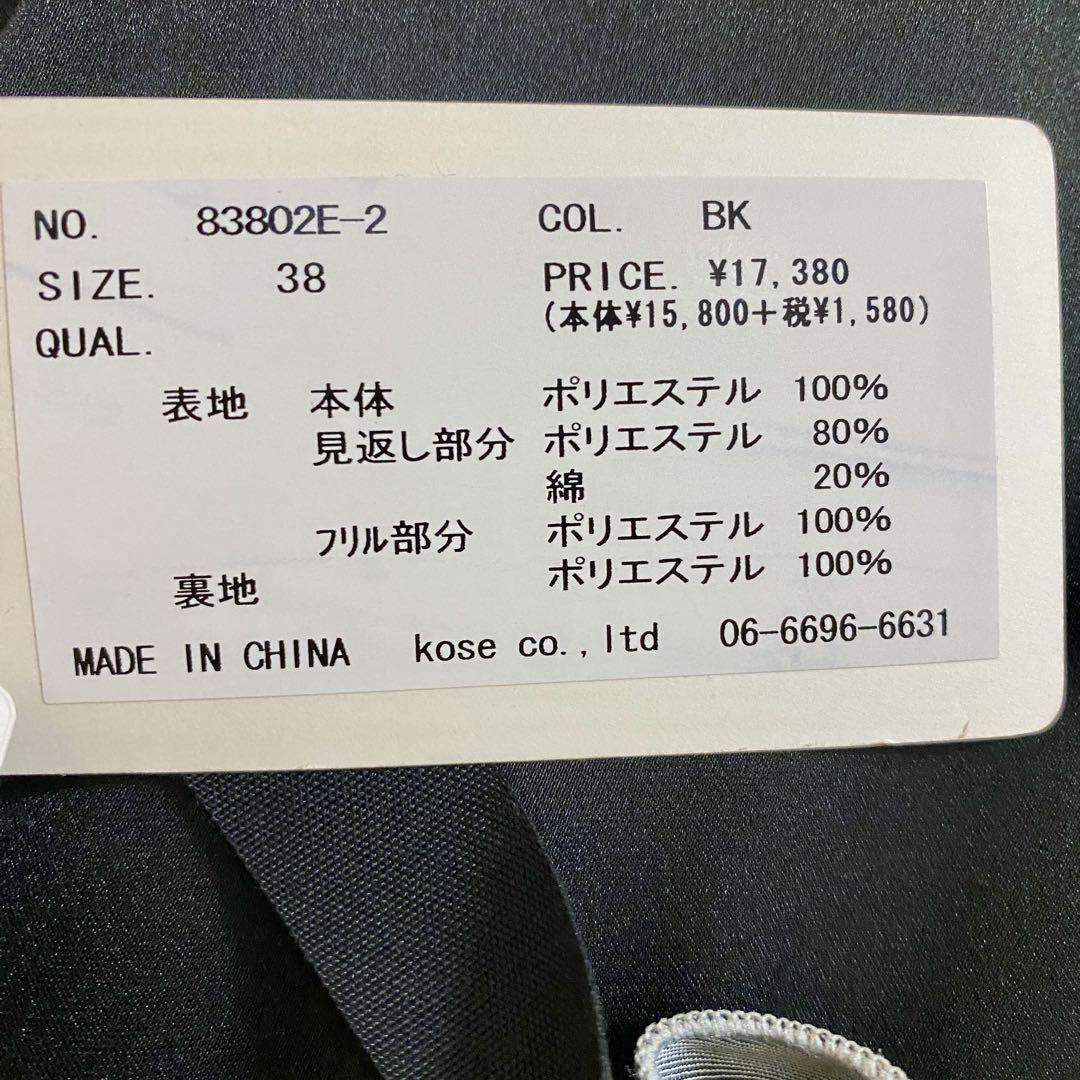 NO. 83802E-2 COL. BK
SIZE. 38 PRICE. ¥17,380
(本体¥15,800+税¥1,580)
QUAL.
表地 本体 ポリエステル 100%
見返し部分 ポリエステル 80%
綿 20%
フリル部分 ポリエステル 100%
裏地 ポリエステル 100%
MADE IN CHINA kose co.,ltd 06-6696-6631